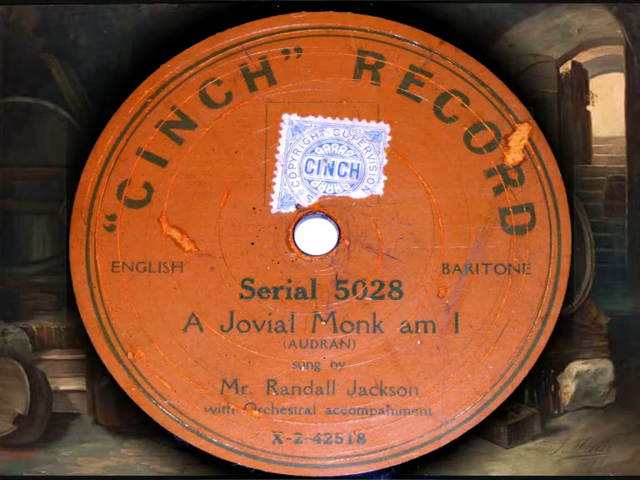 "CINCH" RECORD
COPYRIGHT SUPERVISION
CINCH
ENGLISH BARITONE
Serial 5028
A Jovial Monk am I
(AUDRAN)
sung by
Mr. Randall Jackson
with Orchestral accompaniment
X-2-42518